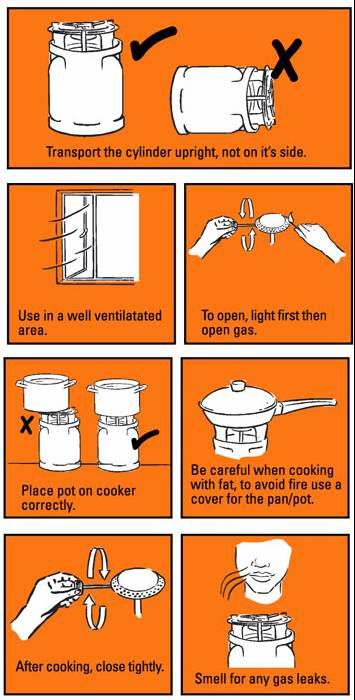 Transport the cylinder upright, not on it's side.
Use in a well ventilatated
area.
To open, light first then
open gas.
Place pot on cooker
correctly.
Be careful when cooking
with fat, to avoid fire use a
cover for the pan/pot.
After cooking, close tightly.
Smell for any gas leaks.